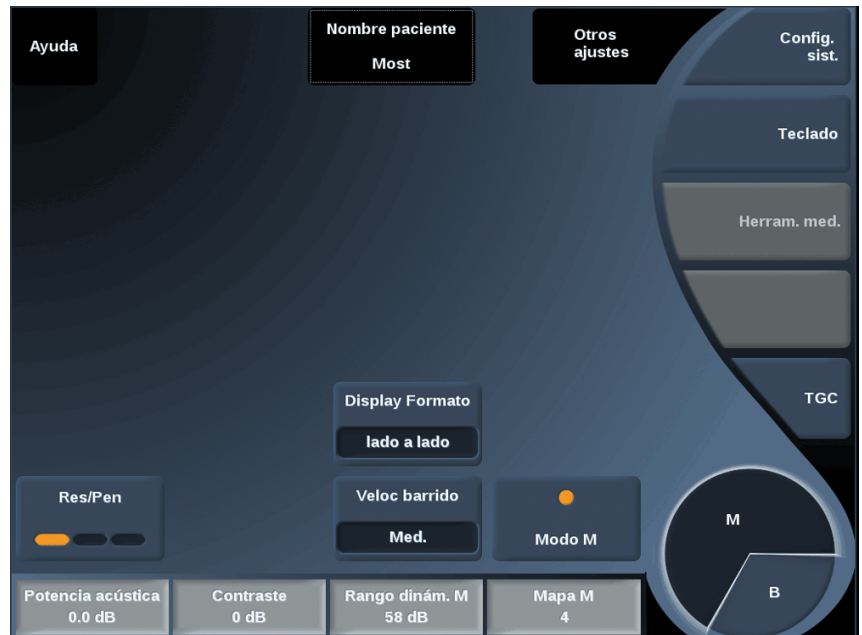 Ayuda
Nombre paciente
Most
Otros
ajustes
Config.
sist.
Teclado
Herram. med.
TGC
Display Formato
lado a lado
Res/Pen
Veloc barrido
Med.
Modo M
M
B
Potencia acústica
0.0 dB
Contraste
0 dB
Rango dinám. M
58 dB
Mapa M
4